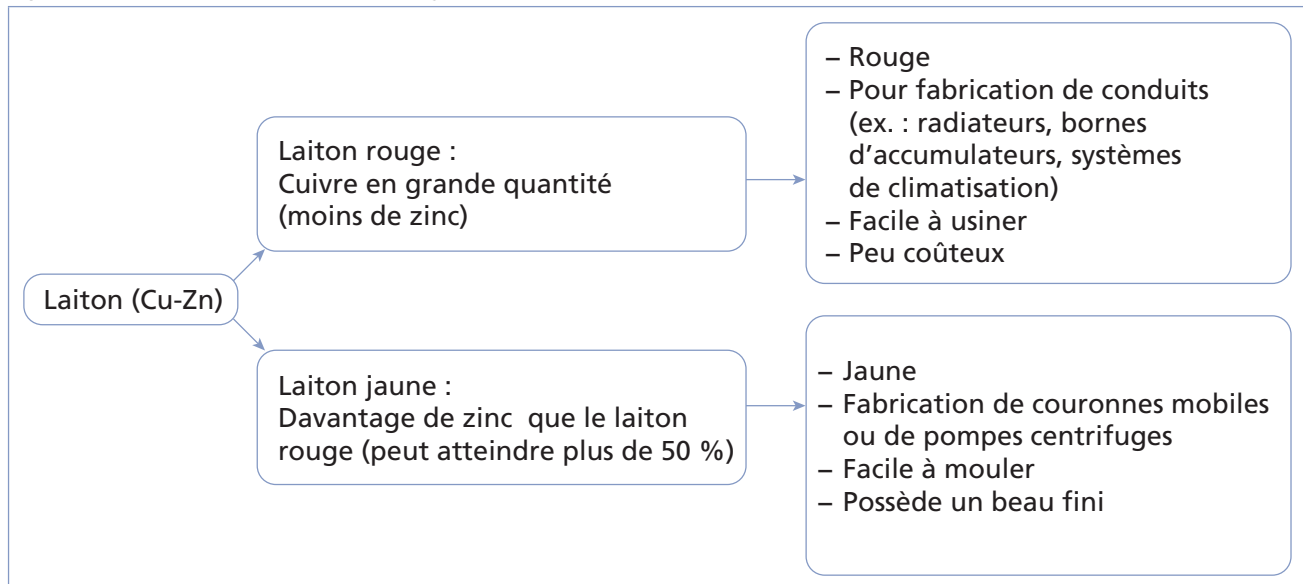 Laiton (Cu-Zn)
Laiton rouge :
Cuivre en grande quantité
(moins de zinc)
– Rouge
– Pour fabrication de conduits
(ex. : radiateurs, bornes
d’accumulateurs, systèmes
de climatisation)
– Facile à usiner
– Peu coûteux
Laiton jaune :
Davantage de zinc que le laiton
rouge (peut atteindre plus de 50 %)
– Jaune
– Fabrication de couronnes mobiles
ou de pompes centrifuges
– Facile à mouler
– Possède un beau fini